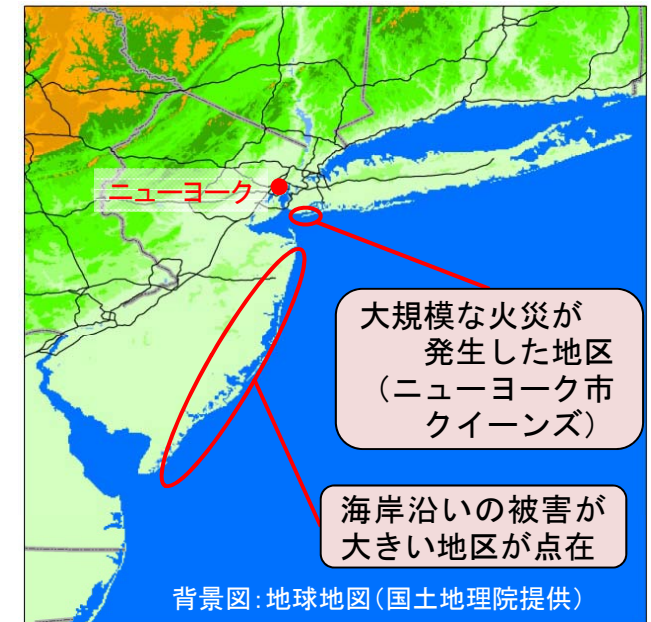 ニューヨーク
大規模な火災が
発生した地区
（ニューヨーク市
クイーンズ）
海岸沿いの被害が
大きい地区が点在
背景図：地球地図（国土地理院提供）